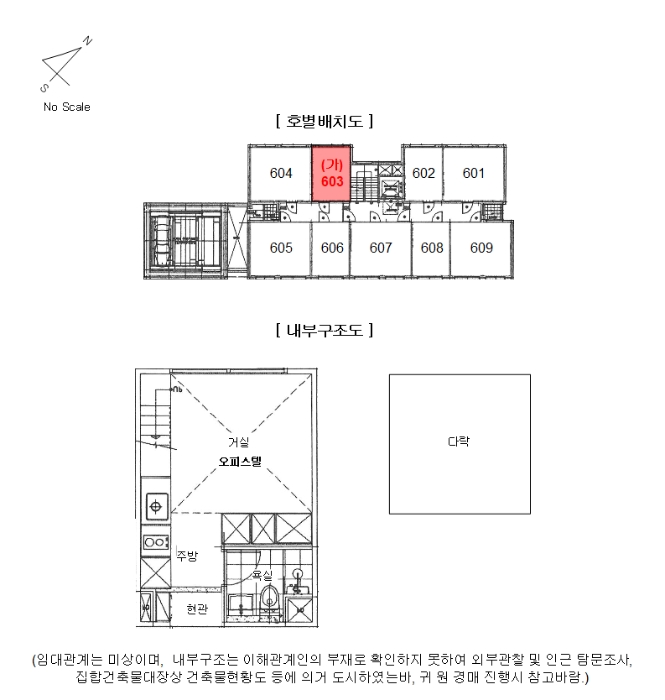 N
S
No Scale
[ 호별배치도 ]
604
(가)
603
602
601
605
606
607
608
609
[ 내부구조도 ]
거실
오피스텔
다락
주방
욕실
현관
(임대관계는 미상이며, 내부구조는 이해관계인의 부재로 확인하지 못하여 외부관찰 및 인근 탐문조사,
집합건축물대장상 건축물현황도 등에 의거 도시하였는바, 귀 원 경매 진행시 참고바람.)